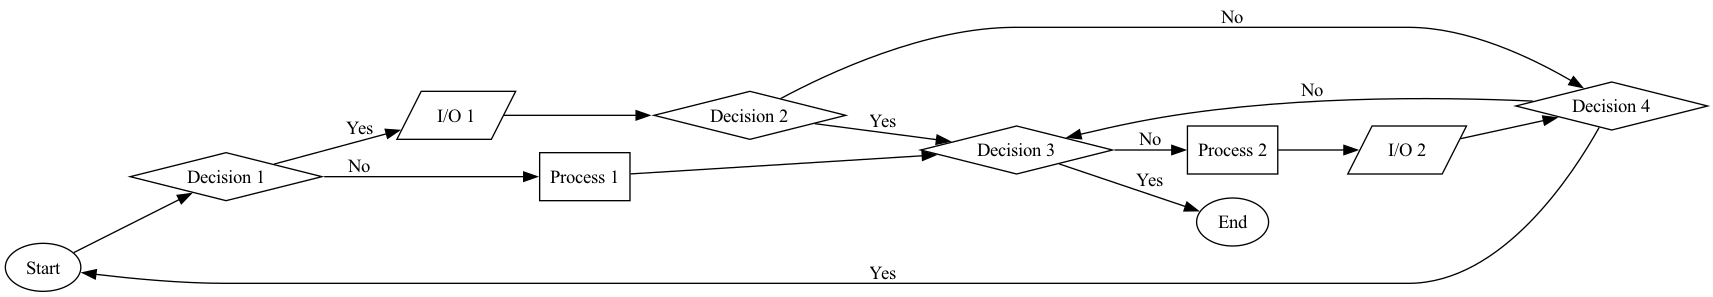 No
No
I/O 1
Yes
Decision 2
Yes
Decision 4
Decision 1
No
Process 1
Decision 3
No
Process 2
I/O 2
Yes
End
Start
Yes